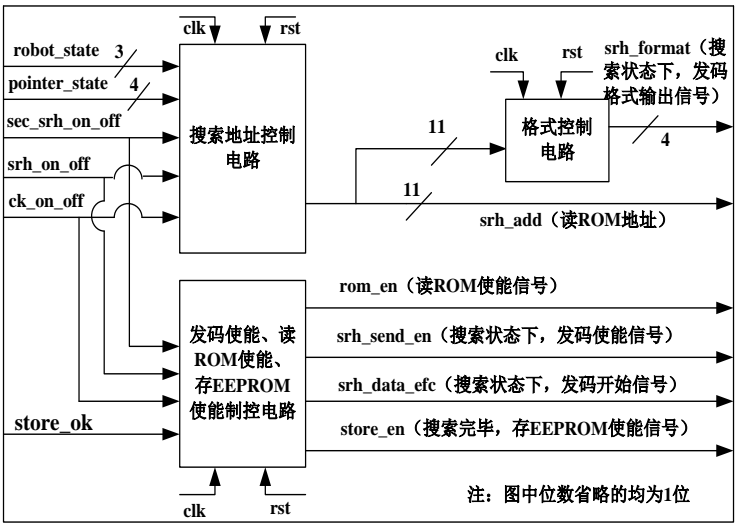 clk
rst
robot_state
3
pointer_state
4
sec_srh_on_off
srh_on_off
ck_on_off
搜索地址控制
电路
clk
rst
srh_format（搜
索状态下，发码
格式输出信号）
格式控制
电路
11
4
11
srh_add（读ROM地址）
rom_en（读ROM使能信号）
发码使能、读
ROM使能、
存EEPROM
使能制控电路
srh_send_en（搜索状态下，发码使能信号）
srh_data_efc（搜索状态下，发码开始信号）
store_ok
store_en（搜索完毕，存EEPROM使能信号）
clk
rst
注：图中位数省略的均为1位